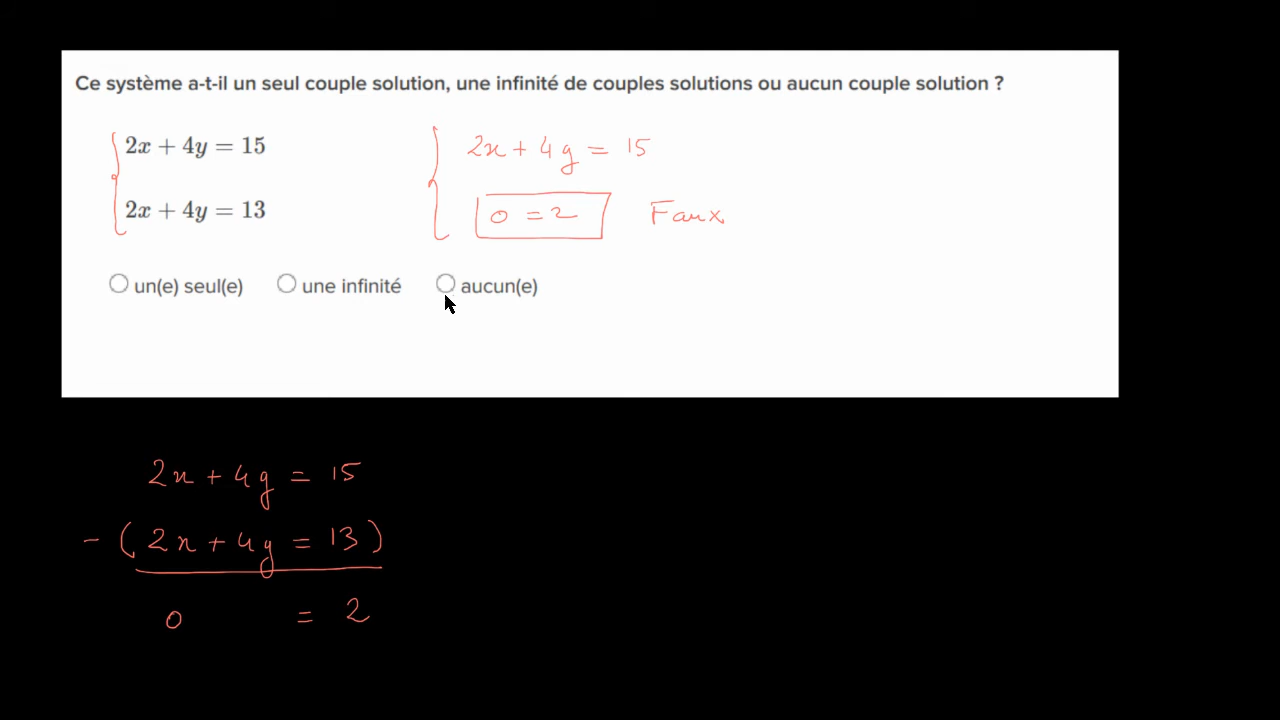 Ce système a-t-il un seul couple solution, une infinité de couples solutions ou aucun couple solution ?
2x + 4y = 15
2x + 4y = 13
2x + 4y = 15
0 = 2 Faux
un(e) seul(e) une infinité aucun(e)
2x + 4y = 15
- ( 2x + 4y = 13 )
0 = 2